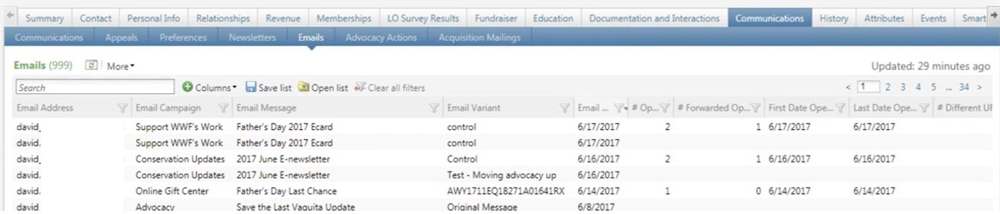 Summary Contact Personal Info Relationships Revenue Memberships LO Survey Results Fundraiser Education Documentation and Interactions Communications History Attributes Events Smart
Communications Appeals Preferences Newsletters Emails Advocacy Actions Acquisition Mailings
Emails (999) More Updated: 29 minutes ago
Search Columns Save list Open list Clear all filters < 1 2 3 4 5 ... 34 >
Email Address Email Campaign Email Message Email Variant Email ... # Op... # Forwarded Op... First Date Ope... Last Date Ope... # Different UR
david_ Support WWF's Work Father's Day 2017 Ecard control 6/17/2017 2 1 6/17/2017 6/17/2017
david. Support WWF's Work Father's Day 2017 Ecard control 6/17/2017
david_ Conservation Updates 2017 June E-newsletter Control 6/16/2017 2 1 6/16/2017 6/16/2017
david. Conservation Updates 2017 June E-newsletter Test - Moving advocacy up 6/16/2017
david. Online Gift Center Father's Day Last Chance AWY1711EQ18271A01641RX 6/14/2017 1 0 6/14/2017 6/14/2017
david Advocacy Save the Last Vaquita Update Original Message 6/8/2017